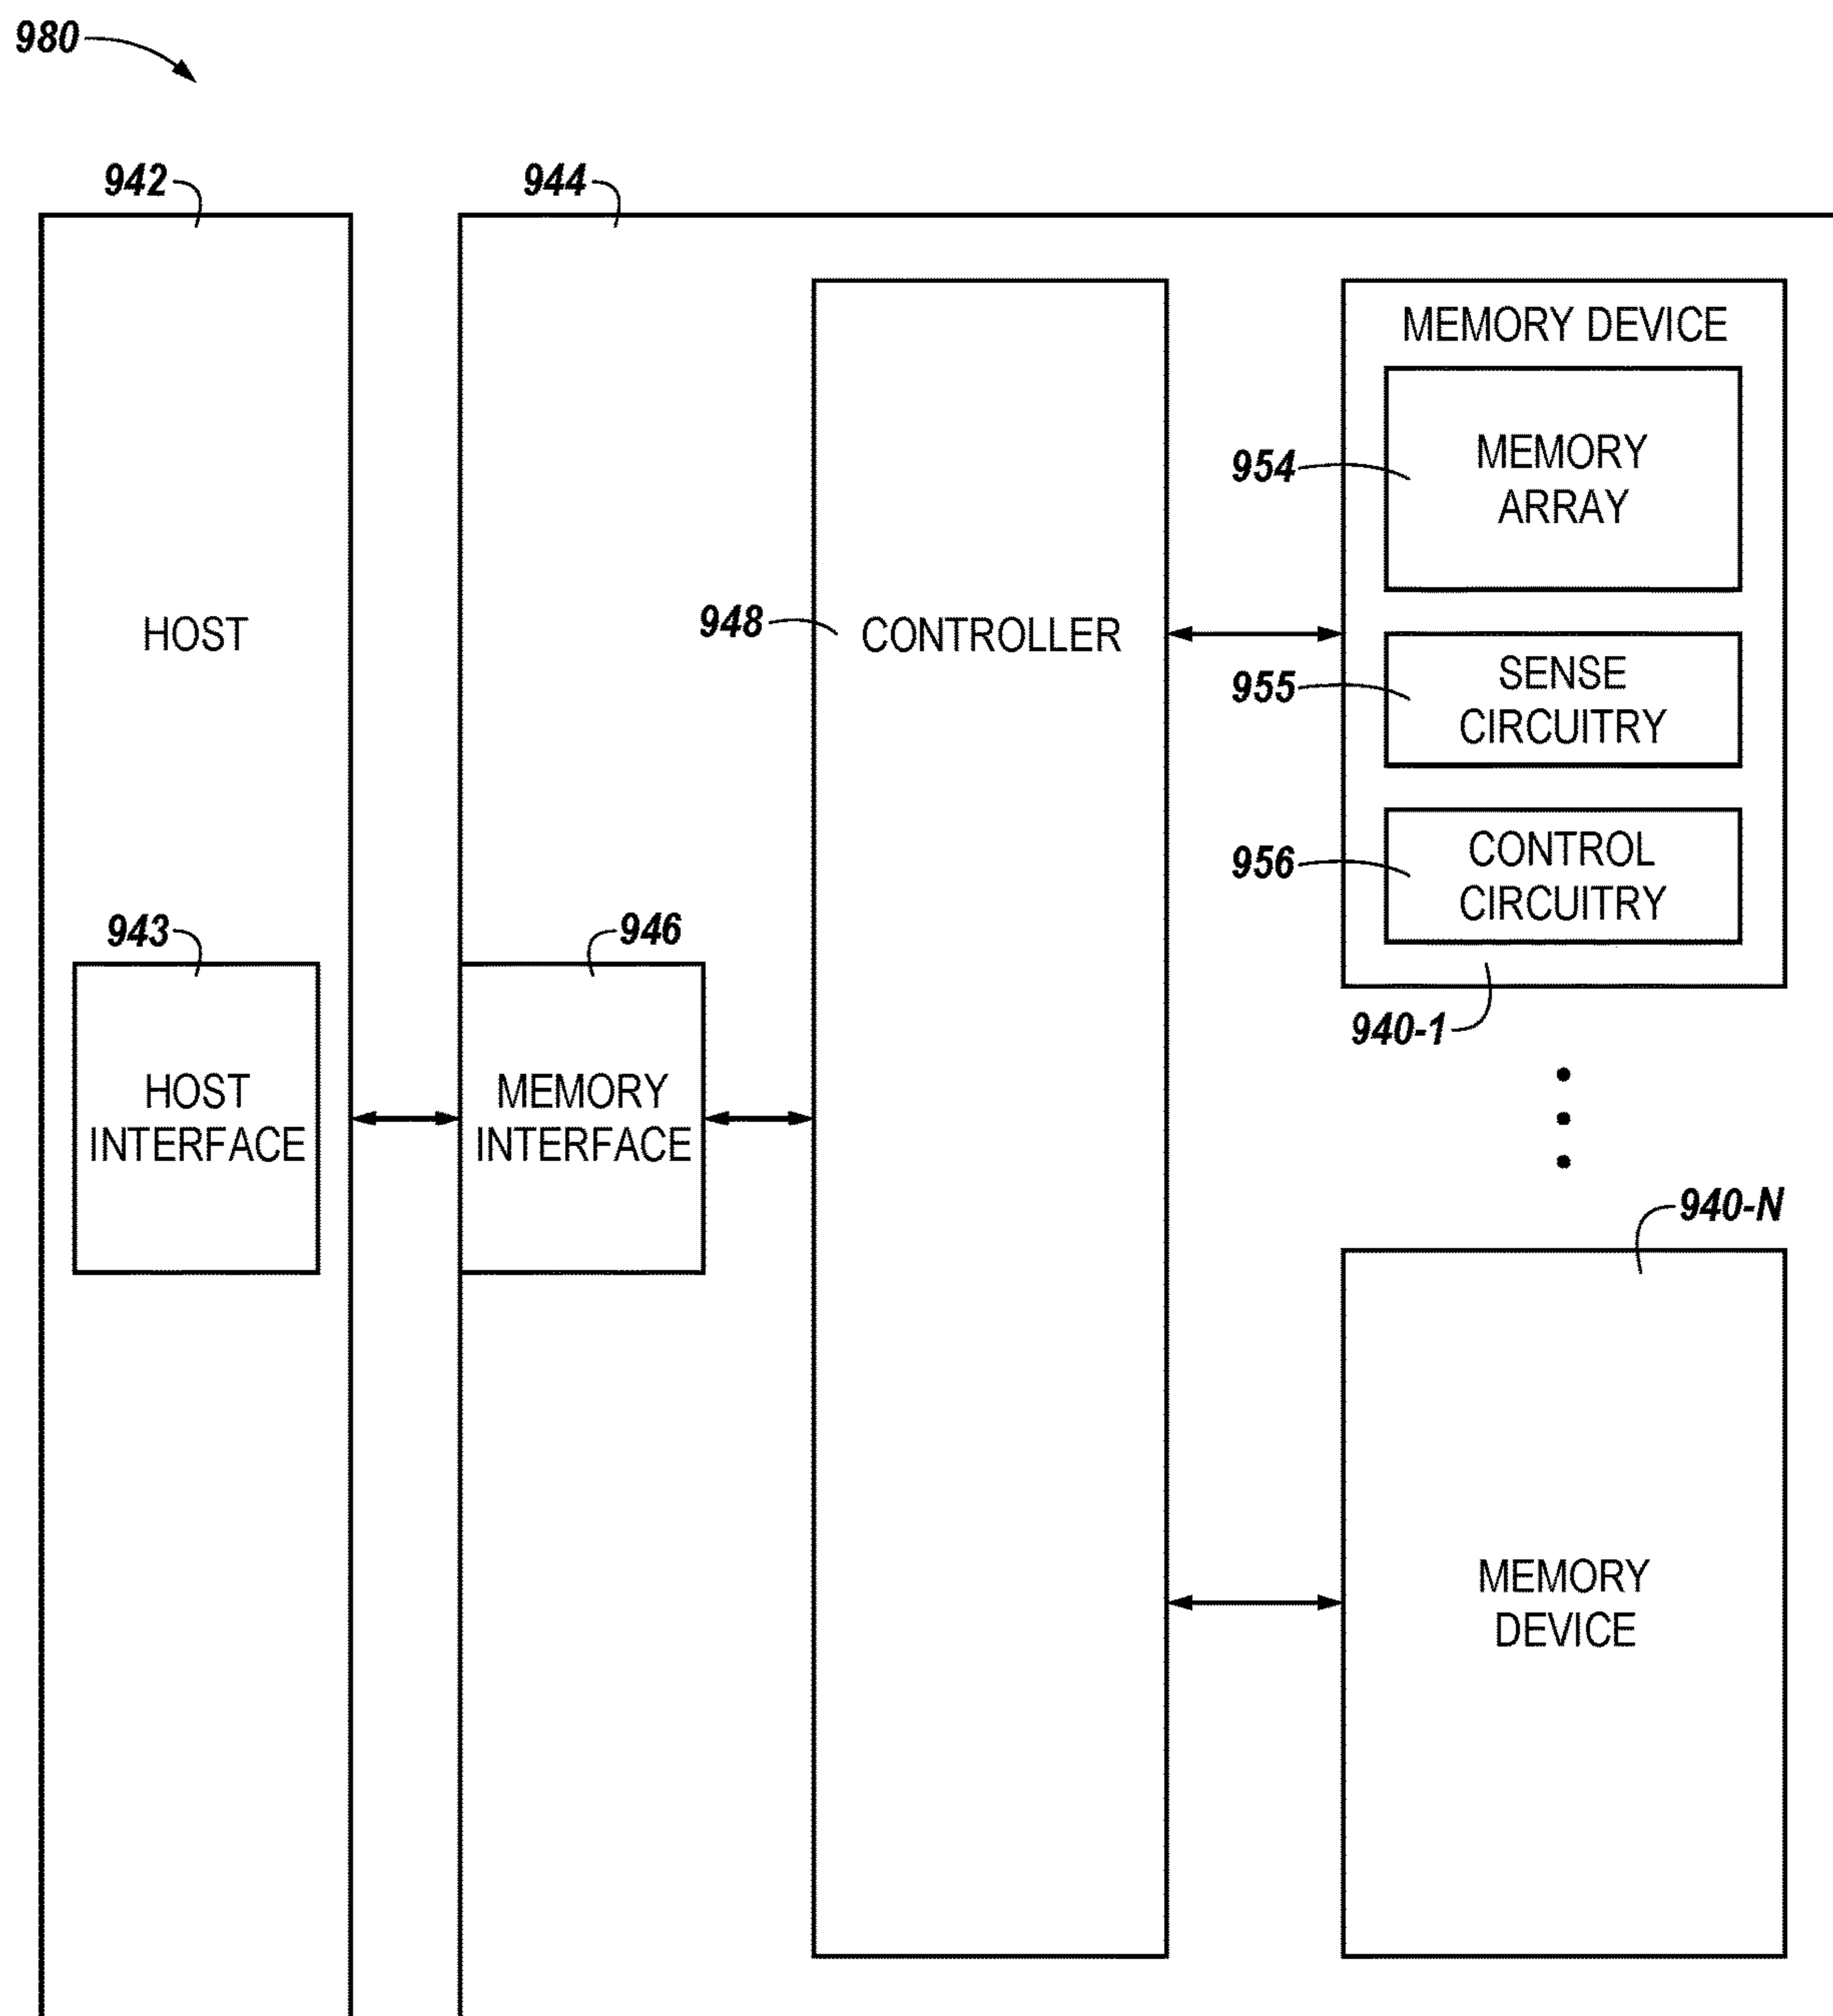 980
942
944
MEMORY DEVICE
954
MEMORY
ARRAY
HOST
948
CONTROLLER
955
SENSE
CIRCUITRY
956
CONTROL
CIRCUITRY
943
946
940-1
HOST
INTERFACE
MEMORY
INTERFACE
940-N
MEMORY
DEVICE